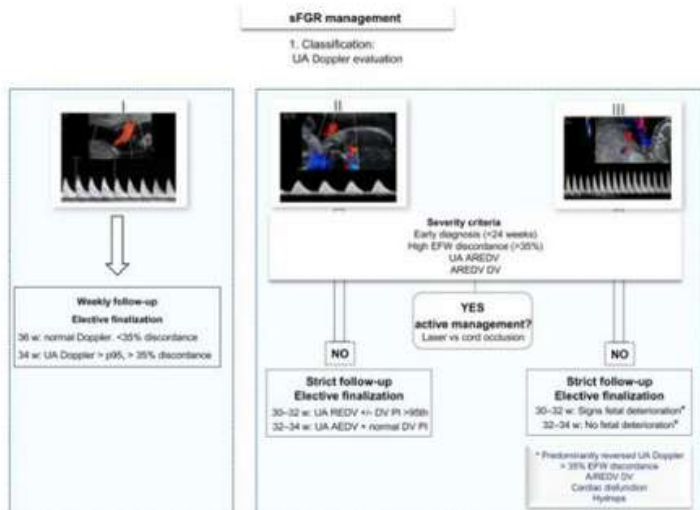 sFGR management
1. Classification:
UA Doppler evaluation
I
II
III
Severity criteria
Early diagnosis (<24 weeks)
High EFW discordance (>35%)
UA AREDV
AREDV DV
Weekly follow-up
Elective finalization
36 w: normal Doppler. <35% discordance
34 w: UA Doppler > p95, > 35% discordance
YES
active management?
Laser vs cord occlusion
NO
Strict follow-up
Elective finalization
30–32 w: UA REDV +/- DV PI >95th
32–34 w: UA AEDV + normal DV PI
NO
Strict follow-up
Elective finalization
30–32 w: Signs fetal deterioration*
32–34 w: No fetal deterioration*
* Predominantly reversed UA Doppler
> 35% EFW discordance
A/REDV DV
Cardiac disfunction
Hydrops